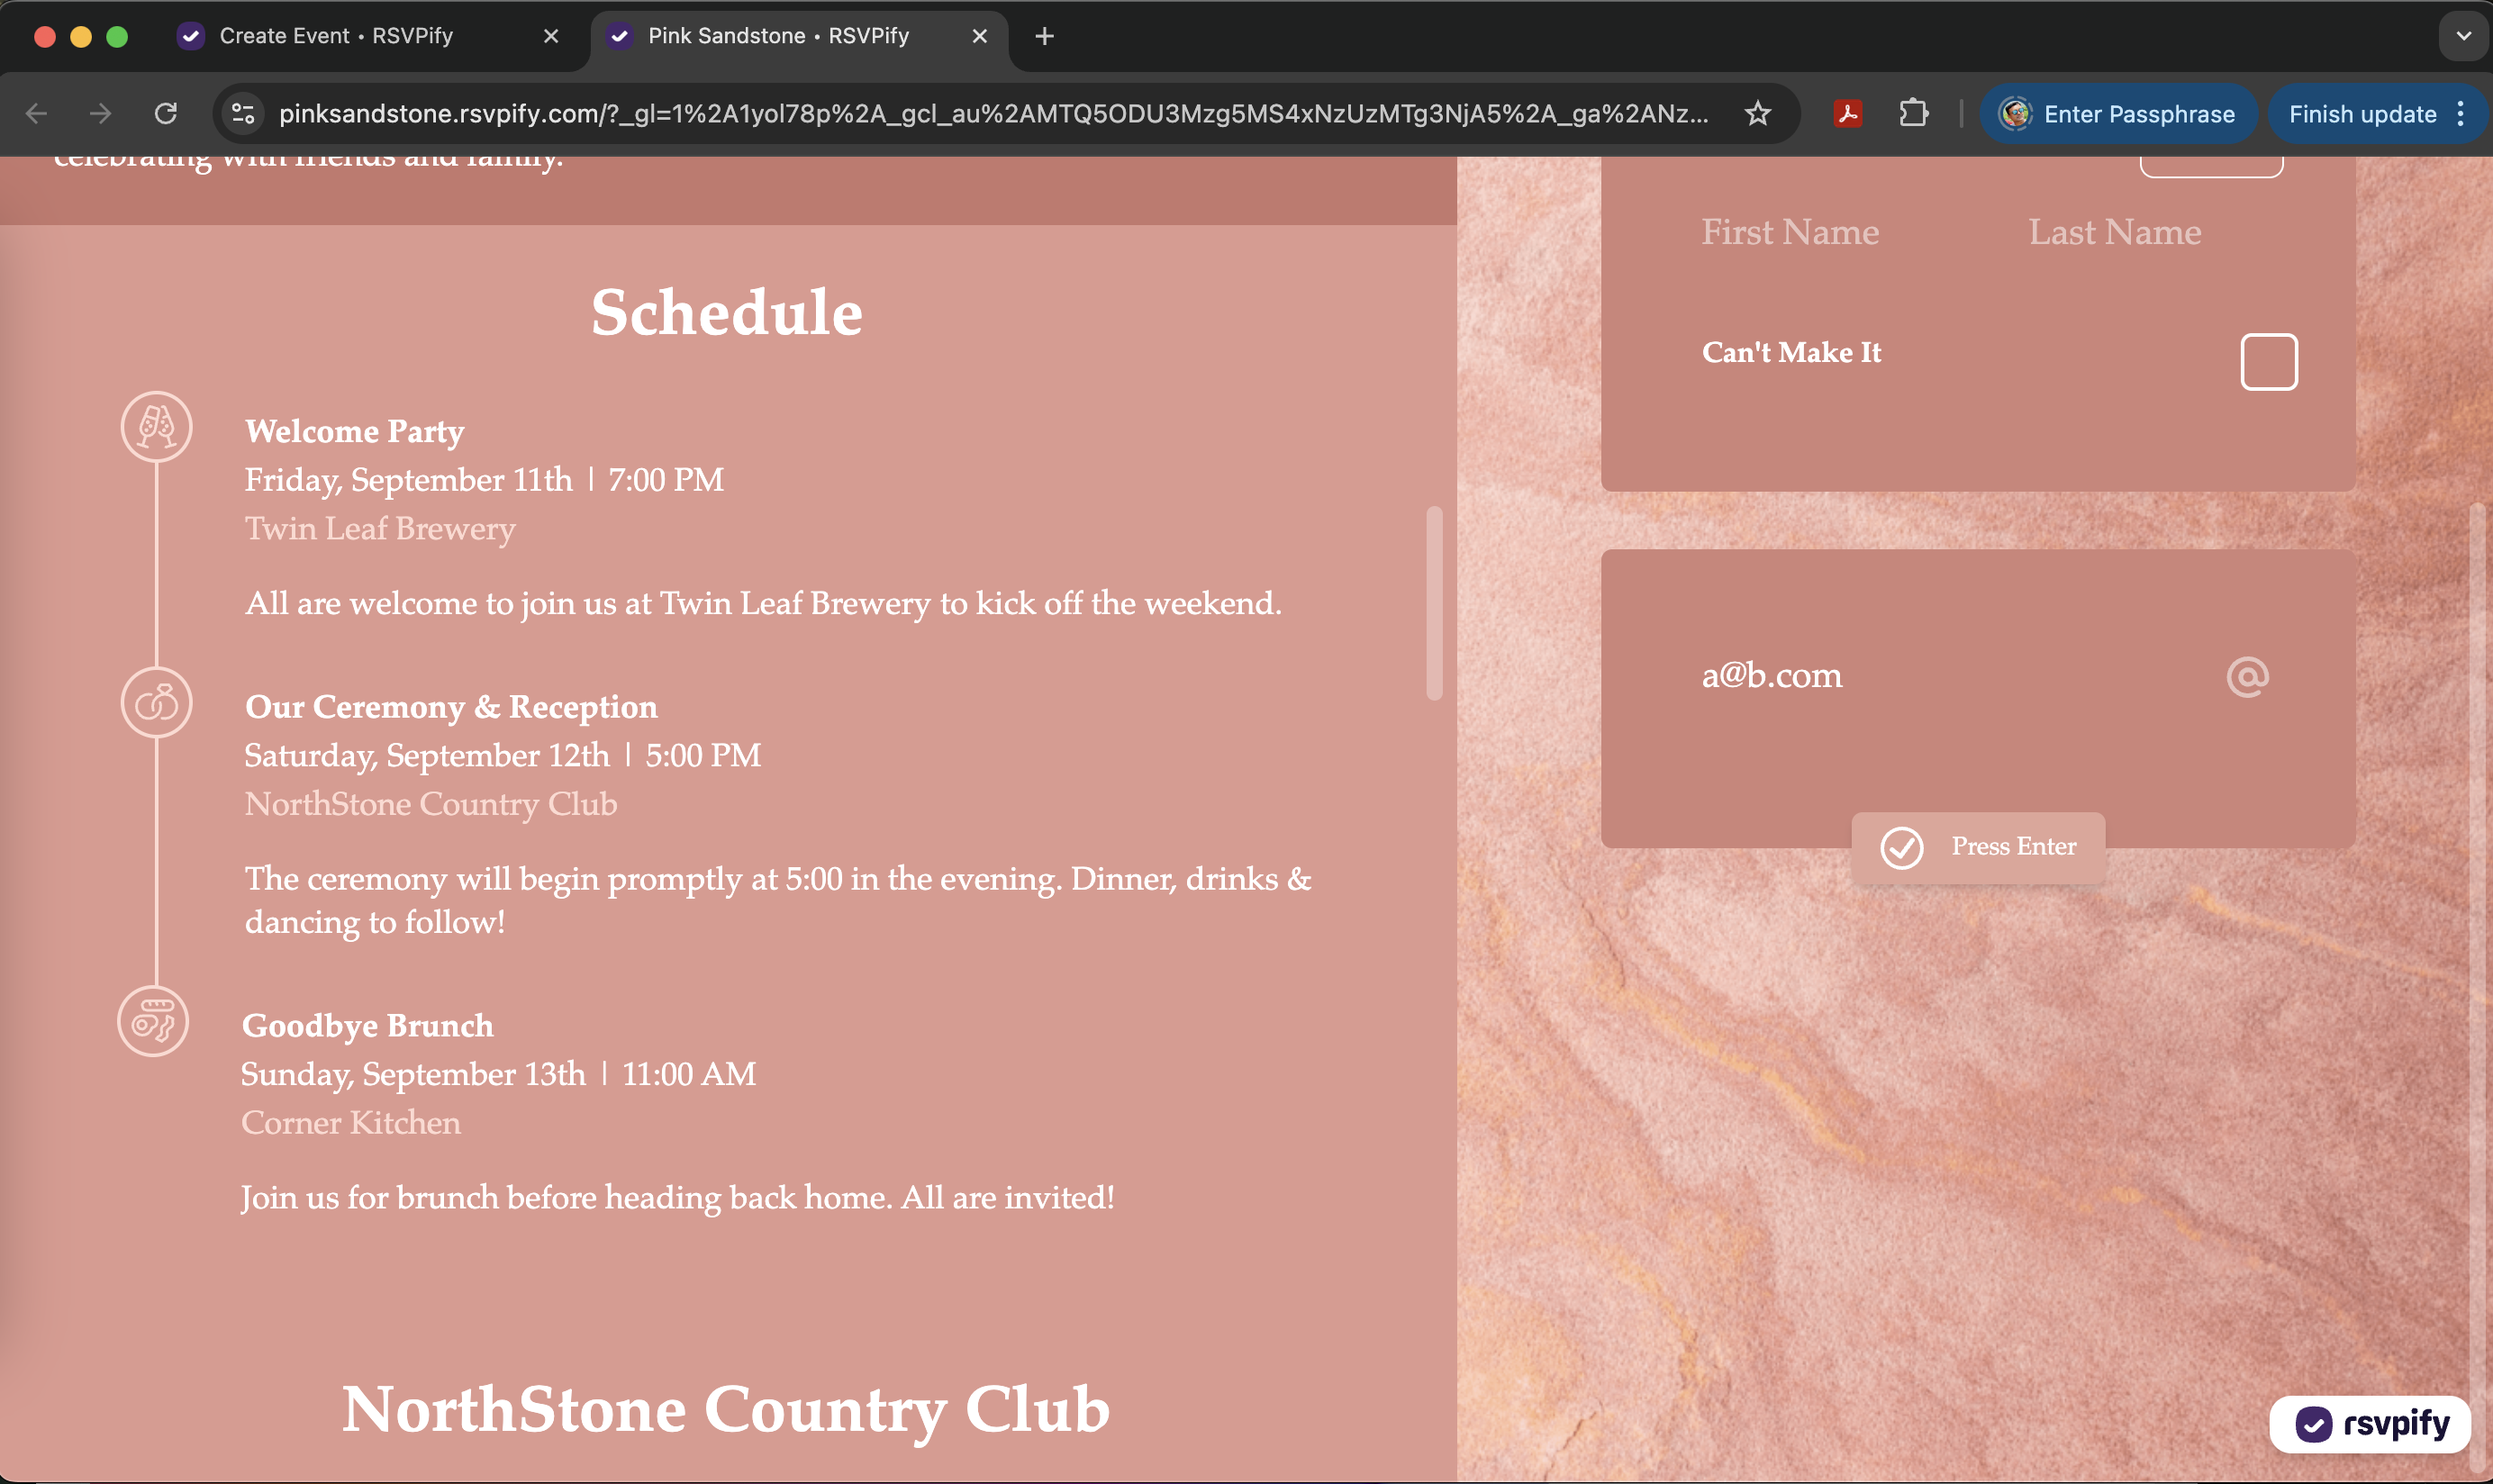 Create Event • RSVPify
Pink Sandstone • RSVPify
pinksandstone.rsvpify.com/?_gl=1%2A1yol78p%2A_gcl_au%2AMTQ5ODU3Mzg5MS4xNzUzMTg3NjA5%2A_ga%2ANz...
Enter Passphrase
Finish update
celebrating with friends and family.
Schedule
Welcome Party
Friday, September 11th | 7:00 PM
Twin Leaf Brewery
All are welcome to join us at Twin Leaf Brewery to kick off the weekend.
Our Ceremony & Reception
Saturday, September 12th | 5:00 PM
NorthStone Country Club
The ceremony will begin promptly at 5:00 in the evening. Dinner, drinks &
dancing to follow!
Goodbye Brunch
Sunday, September 13th | 11:00 AM
Corner Kitchen
Join us for brunch before heading back home. All are invited!
NorthStone Country Club
First Name Last Name
Can't Make It
a@b.com
@
Press Enter
rsvpify